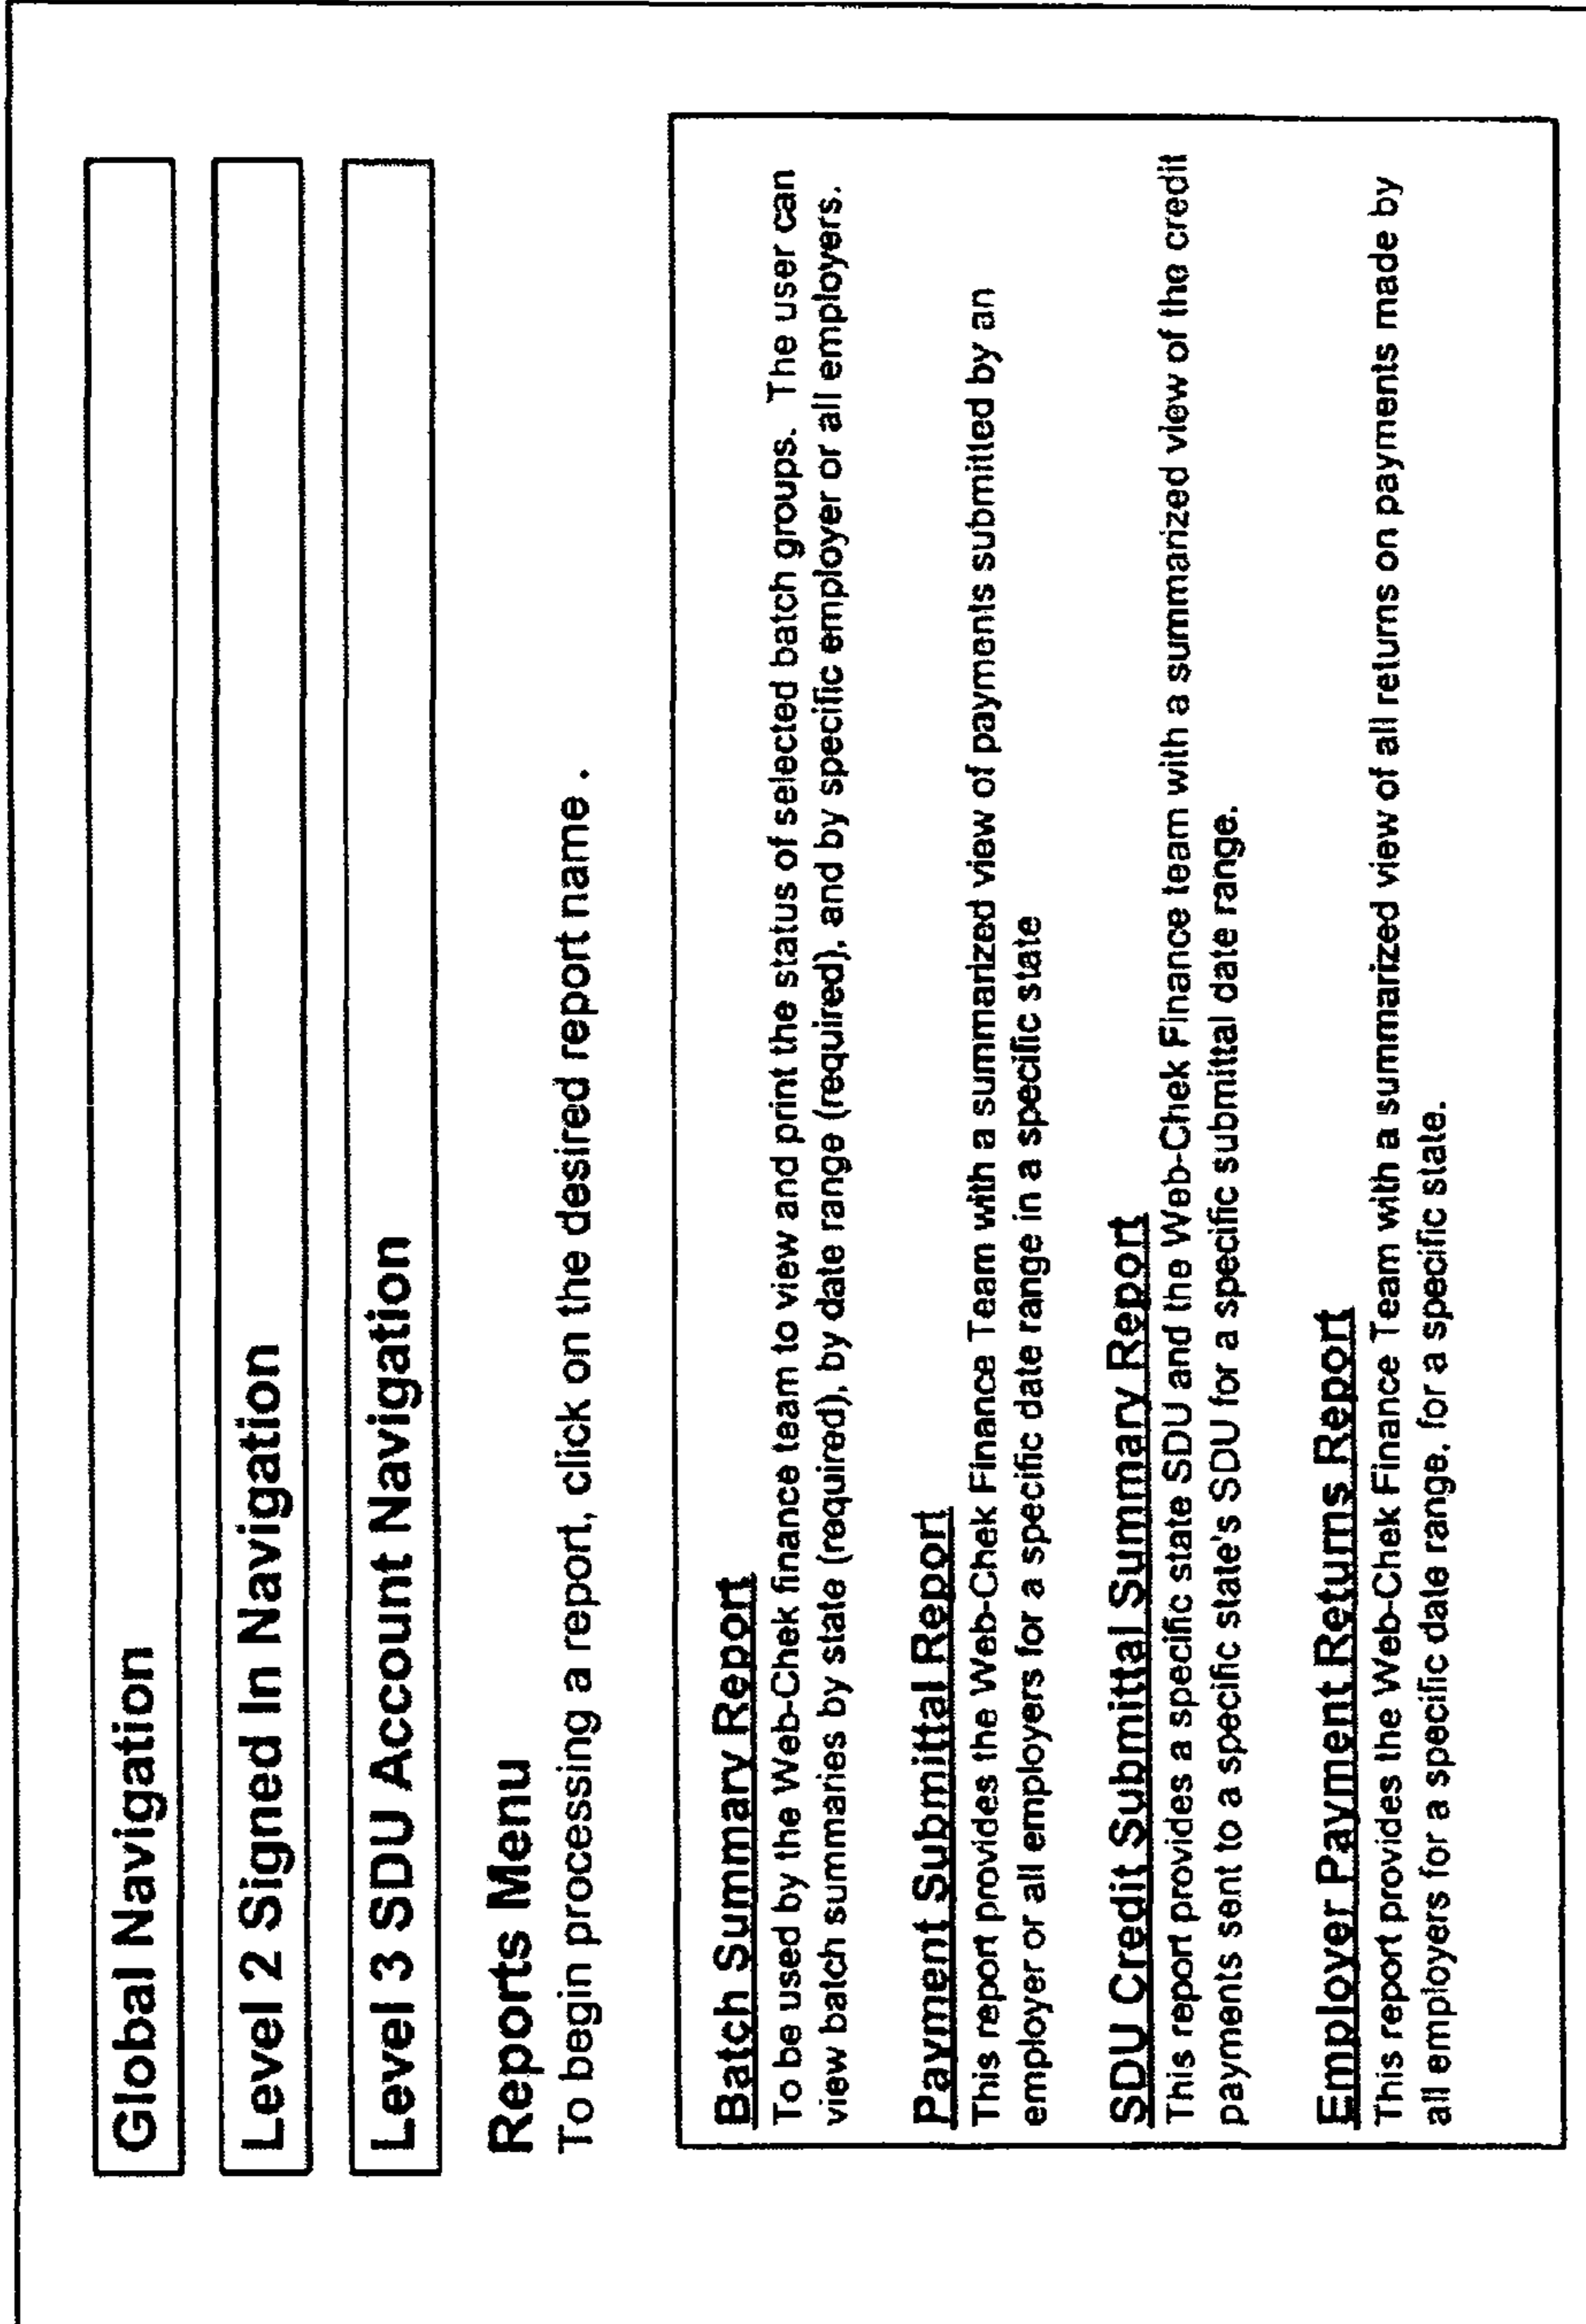 Global Navigation
Level 2 Signed In Navigation
Level 3 SDU Account Navigation
Reports Menu
To begin processing a report, click on the desired report name .
Batch Summary Report
To be used by the Web-Chek finance team to view and print the status of selected batch groups. The user can
view batch summaries by state (required), by date range (required), and by specific employer or all employers.
Payment Submittal Report
This report provides the Web-Chek Finance Team with a summarized view of payments submitted by an
employer or all employers for a specific date range in a specific state
SDU Credit Submittal Summary Report
This report provides a specific state SDU and the Web-Chek Finance team with a summarized view of the credit
payments sent to a specific state's SDU for a specific submittal date range.
Employer Payment Returns Report
This report provides the Web-Chek Finance Team with a summarized view of all returns on payments made by
all employers for a specific date range, for a specific state.